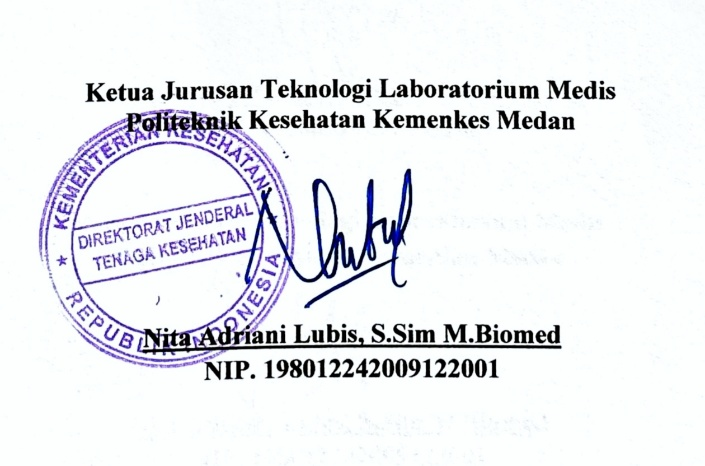 Ketua Jurusan Teknologi Laboratorium Medis
Politeknik Kesehatan Kemenkes Medan
KEMENTERIAN KESEHATAN
DIREKTORAT JENDERAL
TENAGA KESEHATAN
REPUBLIK INDONESIA
Nita Adriani Lubis, S.Sim M.Biomed
NIP. 198012242009122001